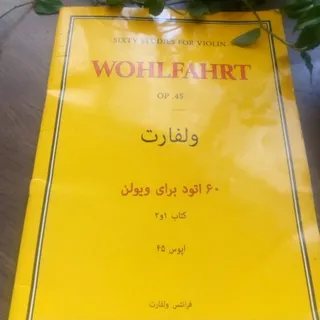 SIXTY STUDIES FOR VIOLIN
WOHLFAHRT
OP. 45
ولفارت
۶۰ اتود برای ویولن
کتاب ۱و۲
اپوس ۴۵
فرانتس ولفارت